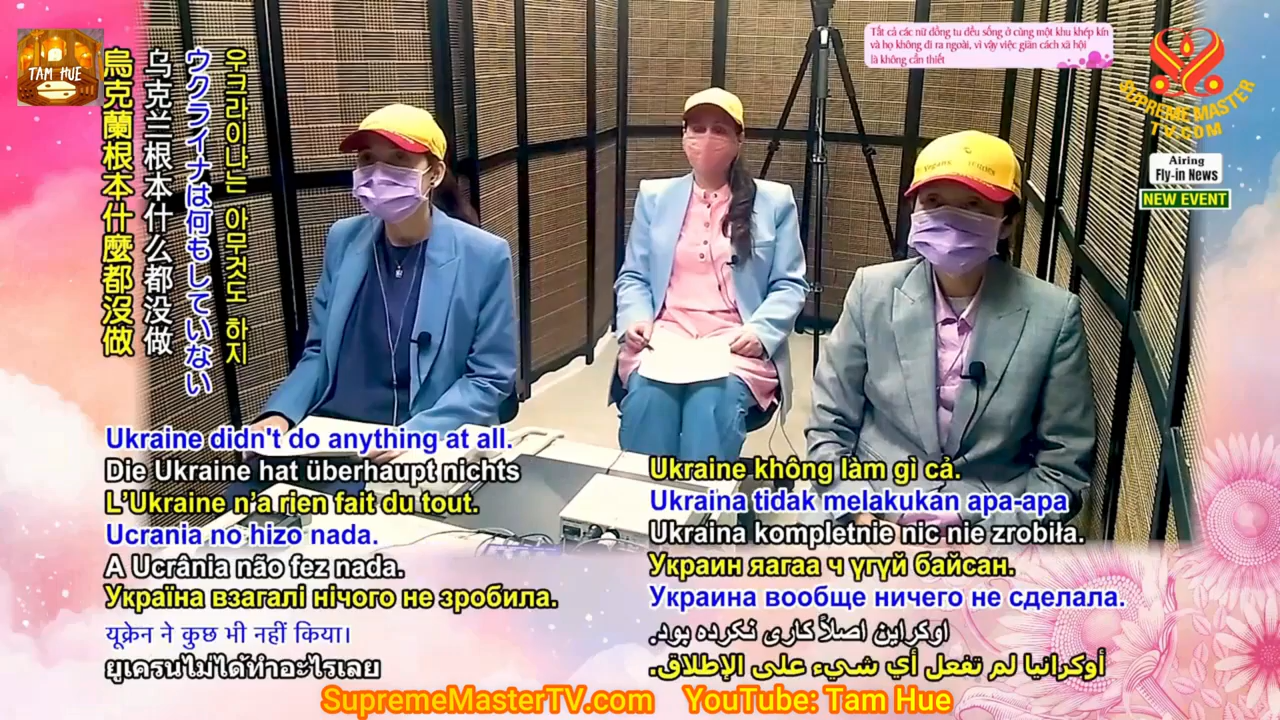 TAM HUE
Tất cả các nữ đồng tu đều sống ở cùng một khu khép kín
và họ không đi ra ngoài, vì vậy việc giãn cách xã hội
là không cần thiết
SUPREME MASTER
TV.COM
Airing
Fly-in News
NEW EVENT
烏克蘭根本什麼都沒做
乌克兰根本什么都没做
ウクライナは何もしていない
우크라이나는 아무것도 하지
Ukraine didn't do anything at all.
Die Ukraine hat überhaupt nichts
L'Ukraine n'a rien fait du tout.
Ucrania no hizo nada.
A Ucrânia não fez nada.
Україна взагалі нічого не зробила.
यूक्रेन ने कुछ भी नहीं किया।
ยูเครนไม่ได้ทำอะไรเลย
Ukraine không làm gì cả.
Ukraina tidak melakukan apa-apa
Ukraina kompletnie nic nie zrobiła.
Украин яагаа ч үгүй байсан.
Украина вообще ничего не сделала.
اوکراین اصلاً کاری نکرده بود.
أوكرانيا لم تفعل أي شيء على الإطلاق.
SupremeMasterTV.com YouTube: Tam Hue